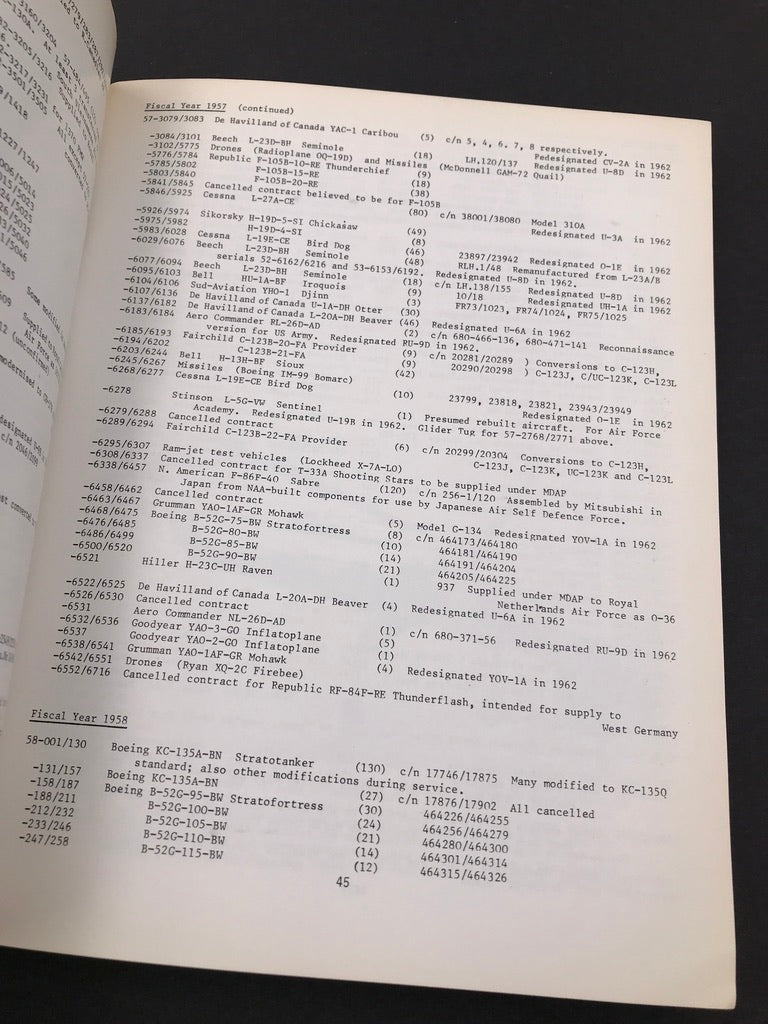 3160/3204
-130A. At least
-3205/3216
-3217/3231
-3501/3505
9/1418
1227/1247
006/5014
015/5023
024/5025
026/5032
033/5040
041/5046
Some modified
(unconfirmed)
modernised to
Fiscal Year 1957 (continued)
57-3079/3083 De Havilland of Canada YAC-1 Caribou (5) c/n 5, 4, 6. 7, 8 respectively. Redesignated CV-2A in 1962
-3084/3101 Beech L-23D-BH Seminole (18) LH.120/137 Redesignated U-8D in 1962
-3102/5775 Drones (Radioplane OQ-19D) and Missiles (McDonnell GAM-72 Quail)
-5776/5784 Republic F-105B-10-RE Thunderchief (9)
-5785/5802 F-105B-15-RE (18)
-5803/5840 F-105B-20-RE (38)
-5841/5845 Cancelled contract believed to be for F-105B
-5846/5925 Cessna L-27A-CE (80) c/n 38001/38080 Model 310A Redesignated U-3A in 1962
-5926/5974 Sikorsky H-19D-5-SI Chickasaw (49)
-5975/5982 H-19D-4-SI (8)
-5983/6028 Cessna L-19E-CE Bird Dog (46) 23897/23942 Redesignated O-1E in 1962
-6029/6076 Beech L-23D-BH Seminole (48) RLH.1/48 Remanufactured from L-23A/B
serials 52-6162/6216 and 53-6153/6192. Redesignated U-8D in 1962.
-6077/6094 Beech L-23D-BH Seminole (18) c/n LH.138/155 Redesignated U-8D in 1962
-6095/6103 Bell HU-1A-BF Iroquois (9) 10/18 Redesignated UH-1A in 1962
-6104/6106 Sud-Aviation YHO-1 Djinn (3) FR73/1023, FR74/1024, FR75/1025
-6107/6136 De Havilland of Canada U-1A-DH Otter
-6137/6182 De Havilland of Canada L-20A-DH Beaver (46) Redesignated U-6A in 1962
-6183/6184 Aero Commander RL-26D-AD (2) c/n 680-466-136, 680-471-141 Reconnaissance
version for US Army. Redesignated RU-9D in 1962.
-6185/6193 Fairchild C-123B-20-FA Provider (9) c/n 20281/20289 ) Conversions to C-123H,
-6194/6202 C-123B-21-FA (9) 20290/20298 ) C-123J, C/UC-123K, C-123L
-6203/6244 Bell H-13H-BF Sioux (42)
-6245/6267 Missiles (Boeing IM-99 Bomarc)
-6268/6277 Cessna L-19E-CE Bird Dog (10) 23799, 23818, 23821, 23943/23949 Redesignated O-1E in 1962
-6278 Stinson L-5G-VW Sentinel (1) Presumed rebuilt aircraft. For Air Force
Academy. Redesignated U-19B in 1962. Glider Tug for 57-2768/2771 above.
-6279/6288 Cancelled contract
-6289/6294 Fairchild C-123B-22-FA Provider (6) c/n 20299/20304 Conversions to C-123H,
C-123J, C-123K, UC-123K and C-123L
-6295/6307 Ram-jet test vehicles (Lockheed X-7A-LO)
-6308/6337 Cancelled contract for T-33A Shooting Stars to be supplied under MDAP
-6338/6457 N. American F-86F-40 Sabre (120) c/n 256-1/120 Assembled by Mitsubishi in
Japan from NAA-built components for use by Japanese Air Self Defence Force.
-6458/6462 Cancelled contract
-6463/6467 Grumman YAO-1AF-GR Mohawk (5) Model G-134 Redesignated YOV-1A in 1962
-6468/6475 Boeing B-52G-75-BW Stratofortress (8) c/n 464173/464180
-6476/6485 B-52G-80-BW (10) 464181/464190
-6486/6499 B-52G-85-BW (14) 464191/464204
-6500/6520 B-52G-90-BW (21) 464205/464225
-6521 Hiller H-23C-UH Raven (1) 937 Supplied under MDAP to Royal
Netherlands Air Force as O-36
-6522/6525 De Havilland of Canada L-20A-DH Beaver (4) Redesignated U-6A in 1962
-6526/6530 Cancelled contract
-6531 Aero Commander NL-26D-AD (1) c/n 680-371-56 Redesignated RU-9D in 1962
-6532/6536 Goodyear YAO-3-GO Inflatoplane (5)
-6537 Goodyear YAO-2-GO Inflatoplane (1)
-6538/6541 Grumman YAO-1AF-GR Mohawk (4) Redesignated YOV-1A in 1962
-6542/6551 Drones (Ryan XQ-2C Firebee)
-6552/6716 Cancelled contract for Republic RF-84F-RE Thunderflash, intended for supply to
West Germany
Fiscal Year 1958
58-001/130 Boeing KC-135A-BN Stratotanker (130) c/n 17746/17875 Many modified to KC-135Q
standard; also other modifications during service.
-131/157 Boeing KC-135A-BN (27) c/n 17876/17902 All cancelled
-158/187 Boeing B-52G-95-BW Stratofortress (30) 464226/464255
-188/211 B-52G-100-BW (24) 464256/464279
-212/232 B-52G-105-BW (21) 464280/464300
-233/246 B-52G-110-BW (14) 464301/464314
-247/258 B-52G-115-BW (12) 464315/464326
45